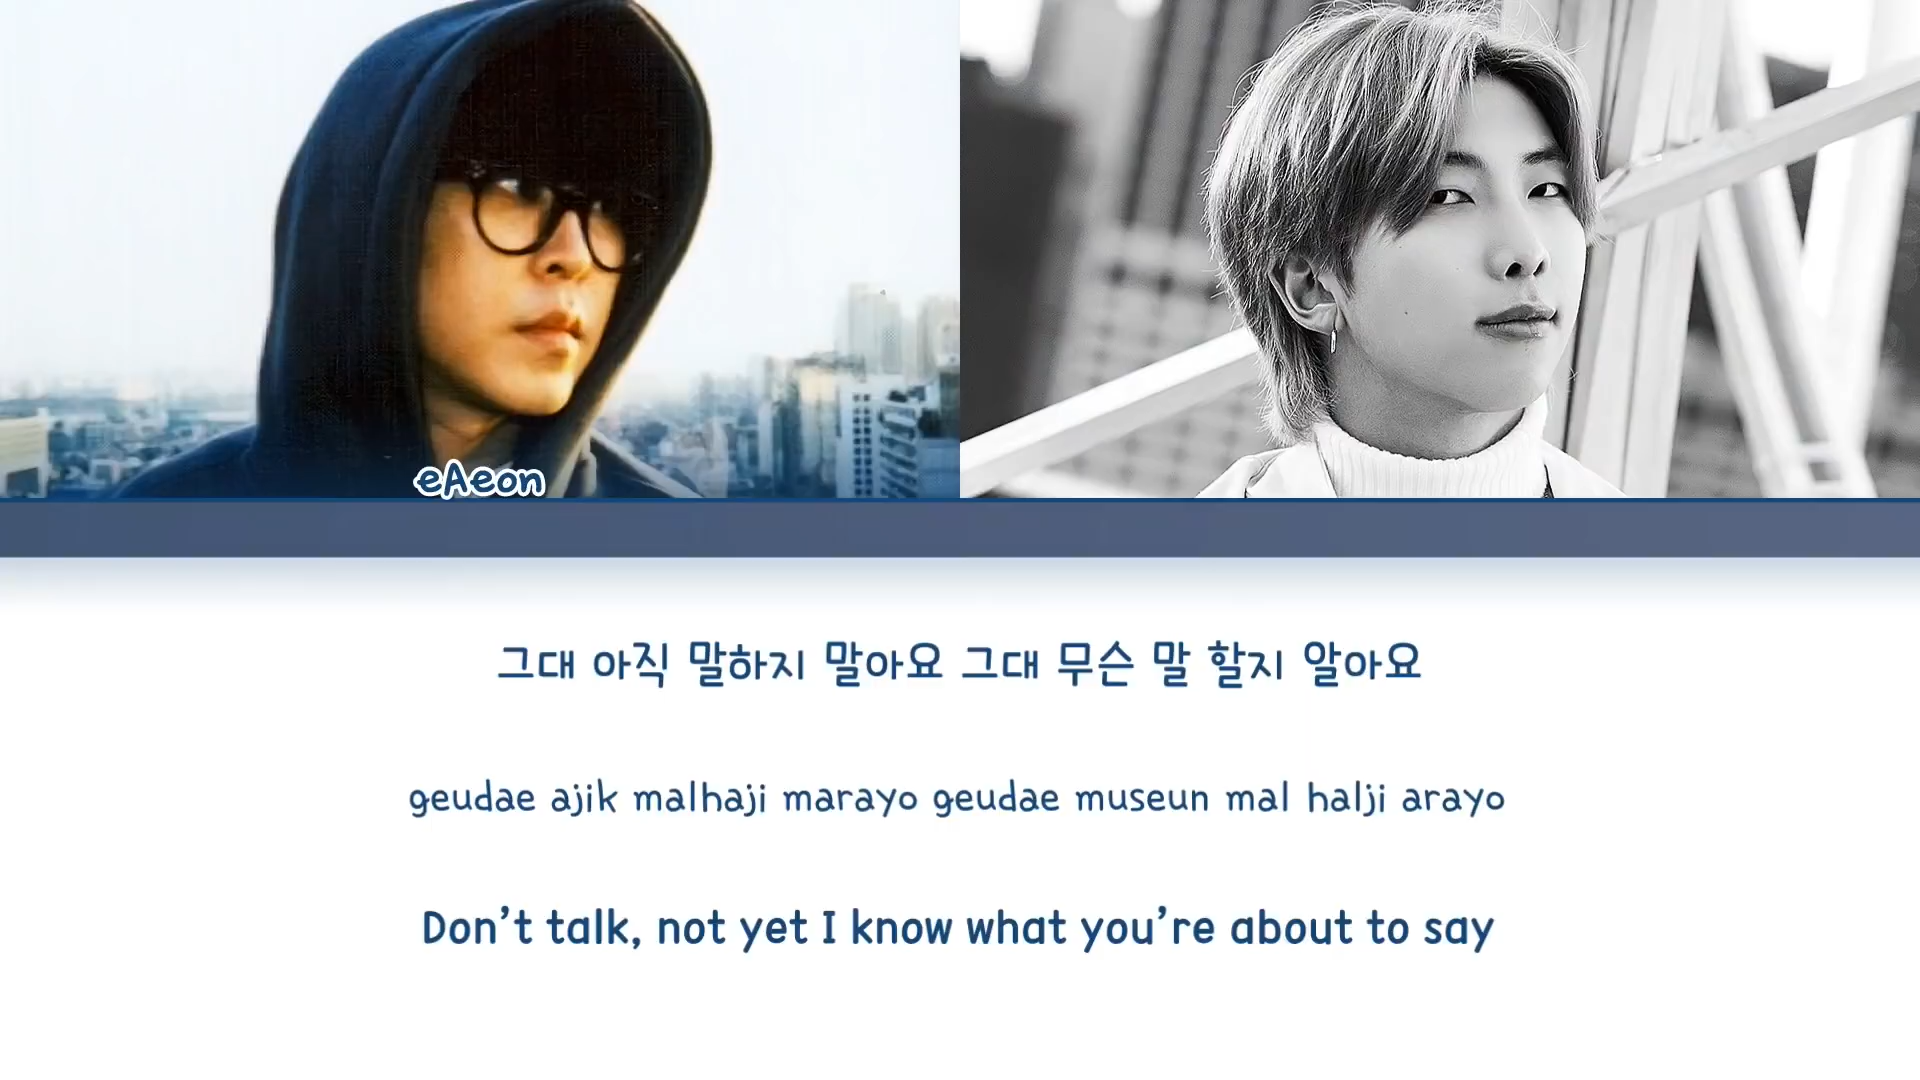 eAeon
그대 아직 말하지 말아요 그대 무슨 말 할지 알아요
geudae ajik malhaji marayo geudae museun mal halji arayo
Don't talk, not yet I know what you're about to say